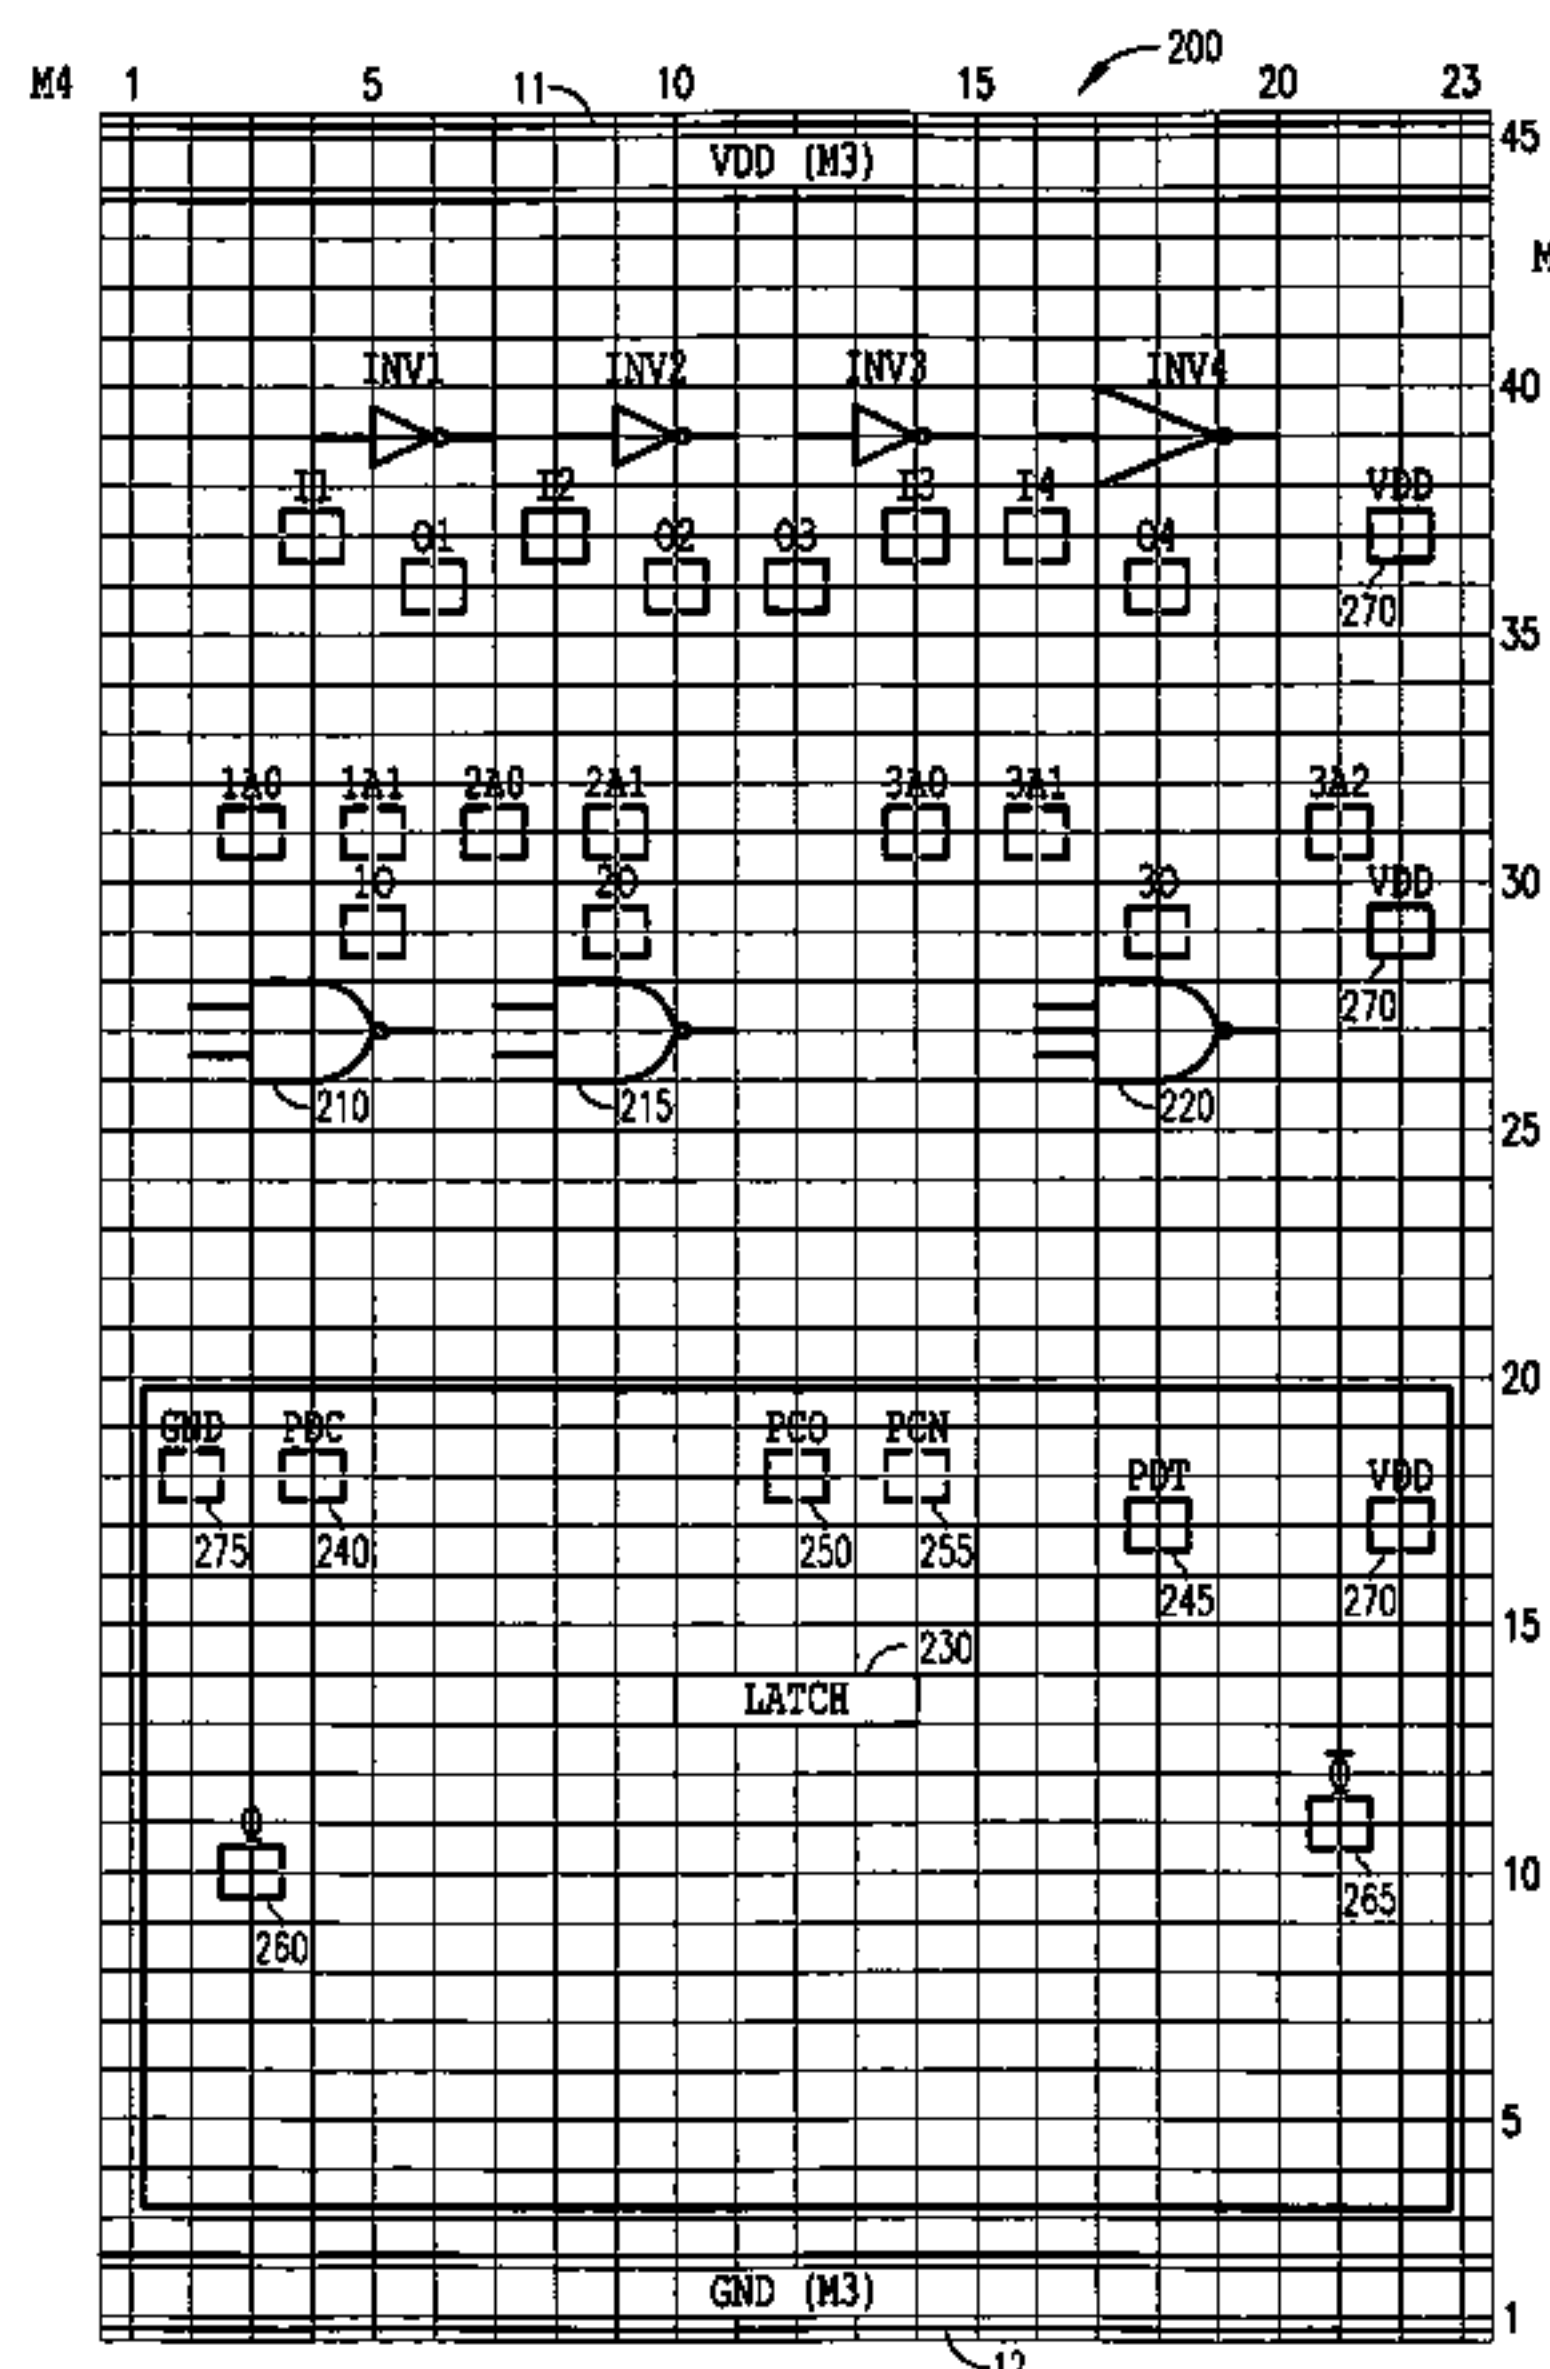 200
M4 1 5 11 10 15 20 23
45
VDD (M3)
M
INV1 INV2 INV3 INV4
40
I1 I2 I3 I4 VDD
O1 O2 O3 O4
270
35
1A0 1A1 2A0 2A1 3A0 3A1 3A2
1O 2O 3O VDD 30
270
210 215 220
25
20
GND PDC PCO PCN
PDT VDD
275 240 250 255
245 270
15
230
LATCH
Q̅
Q
10
265
260
5
GND (M3)
1
12